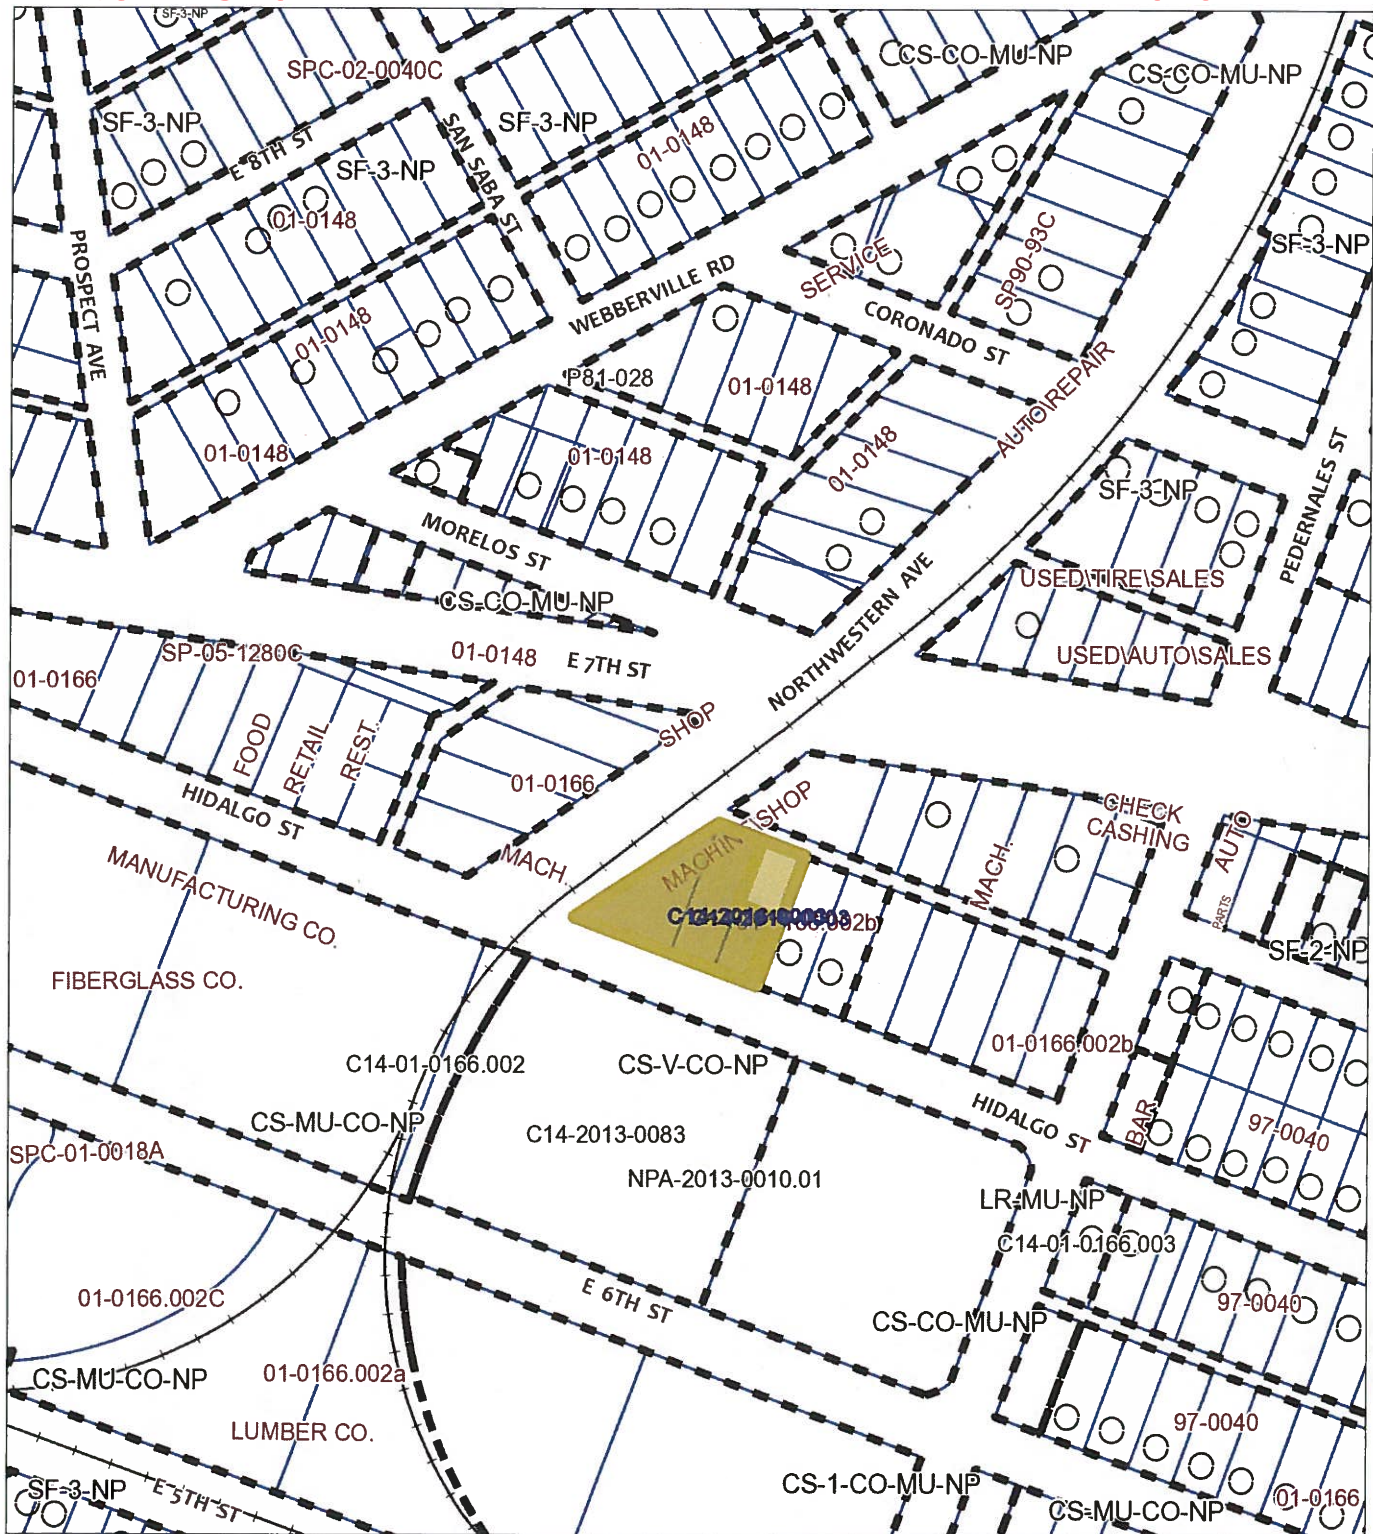 SF-3-NP
SPC-02-0040C
CS-CO-MU-NP
CS-CO-MU-NP
SF-3-NP
E 8TH ST
SAN SABA ST
SF-3-NP
01-0148
SF-3-NP
01-0148
PROSPECT AVE
01-0148
WEBBERVILLE RD
SERVICE
SP90-93C
SF-3-NP
CORONADO ST
P81-028
01-0148
AUTO\REPAIR
01-0148
01-0148
01-0148
SF-3-NP
PEDERNALES ST
MORELOS ST
CS-CO-MU-NP
NORTHWESTERN AVE
USED\TIRE\SALES
USED\AUTO\SALES
SP-05-1280C
01-0148
E 7TH ST
01-0166
FOOD
RETAIL
REST.
SHOP
01-0166
HIDALGO ST
MACH.
MACHIN
\SHOP
CHECK
CASHING
MACH.
AUTO
PARTS
MANUFACTURING CO.
FIBERGLASS CO.
SF-2-NP
C14-01-0166.002
CS-V-CO-NP
01-0166.002b
CS-MU-CO-NP
C14-2013-0083
HIDALGO ST
BAR
97-0040
SPC-01-0018A
NPA-2013-0010.01
LR-MU-NP
C14-01-0166.003
01-0166.002C
E 6TH ST
97-0040
CS-CO-MU-NP
CS-MU-CO-NP
01-0166.002a
LUMBER CO.
97-0040
SF-3-NP
E 5TH ST
CS-1-CO-MU-NP
CS-MU-CO-NP
01-0166